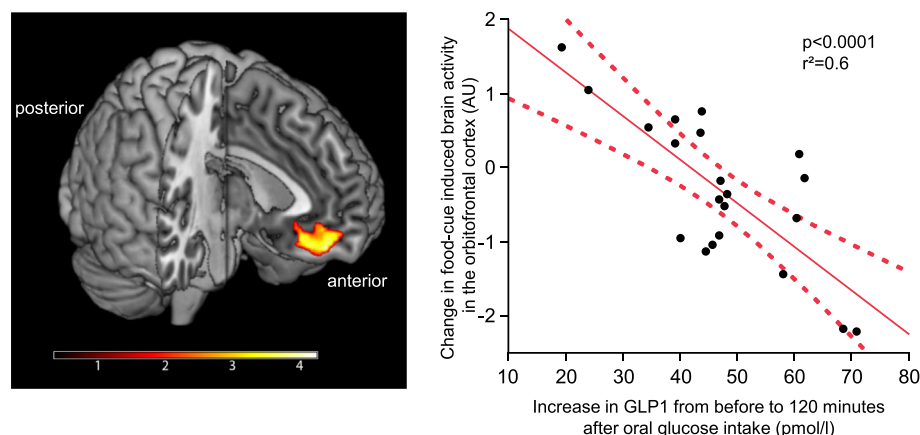 posterior
anterior
1 2 3 4
Change in food-cue induced brain activity
in the orbitofrontal cortex (AU)
2
1
0
-1
-2
p<0.0001
r²=0.6
10 20 30 40 50 60 70 80
Increase in GLP1 from before to 120 minutes
after oral glucose intake (pmol/l)